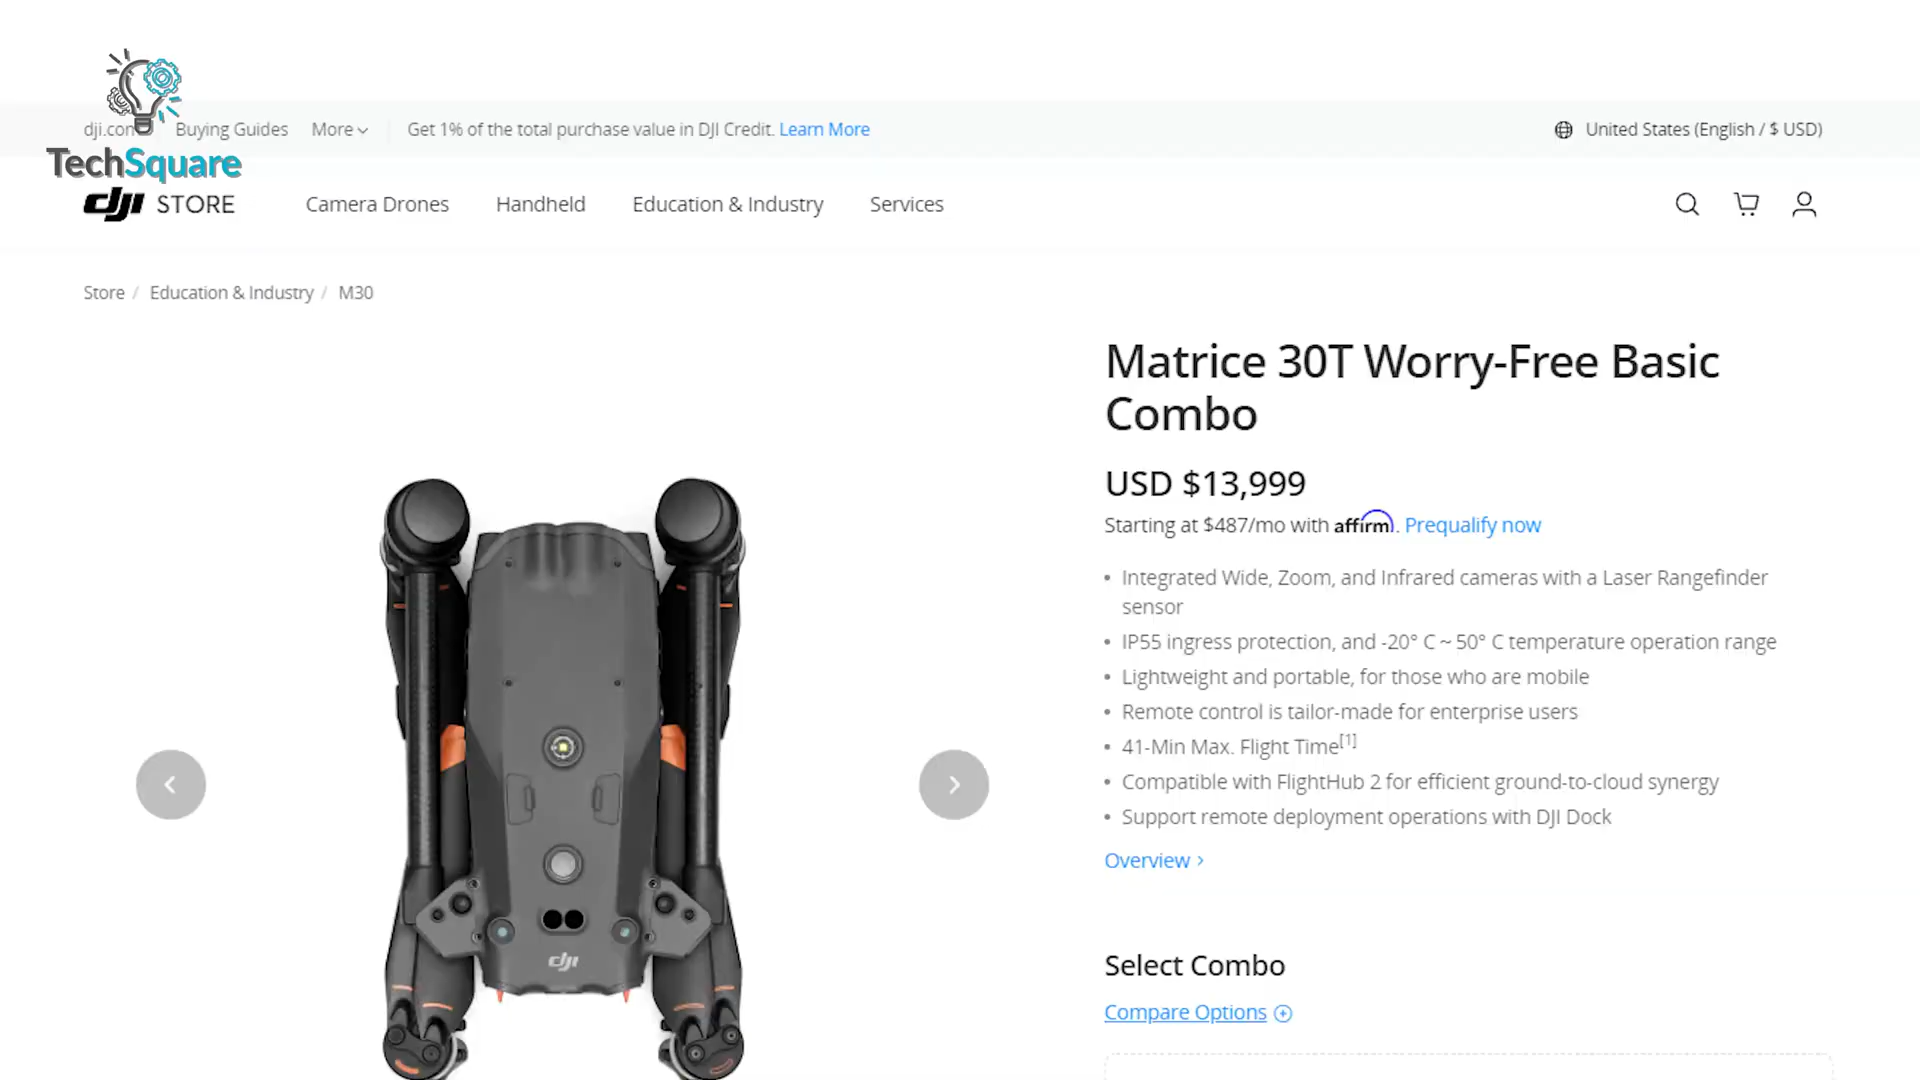 TechSquare
dji.com Buying Guides More Get 1% of the total purchase value in DJI Credit. Learn More United States (English / $ USD)
dji STORE Camera Drones Handheld Education & Industry Services
Store / Education & Industry / M30
Matrice 30T Worry-Free Basic
Combo
USD $13,999
Starting at $487/mo with affirm. Prequalify now
• Integrated Wide, Zoom, and Infrared cameras with a Laser Rangefinder
sensor
• IP55 ingress protection, and -20° C ~ 50° C temperature operation range
• Lightweight and portable, for those who are mobile
• Remote control is tailor-made for enterprise users
• 41-Min Max. Flight Time[1]
• Compatible with FlightHub 2 for efficient ground-to-cloud synergy
• Support remote deployment operations with DJI Dock
Overview >
dji
Select Combo
Compare Options